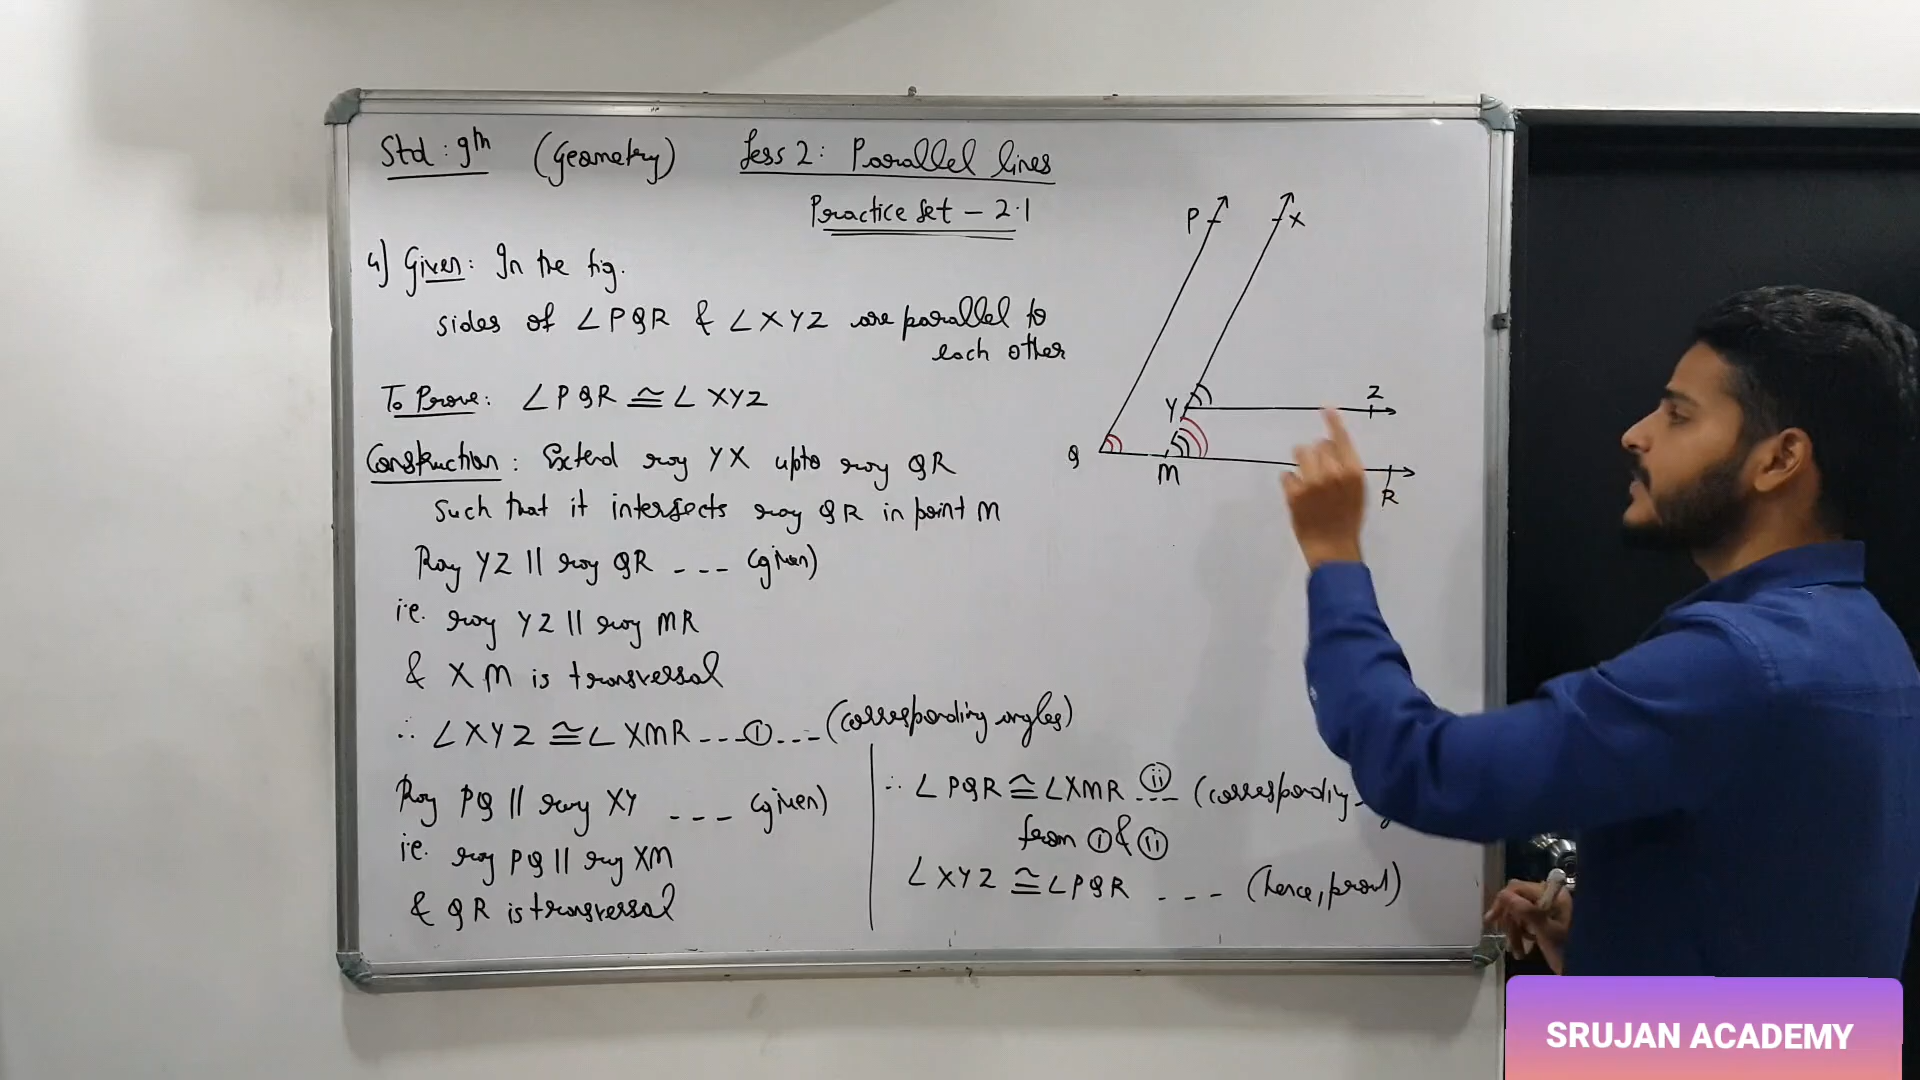 Std : 9th (Geometry) Less 2 : Parallel lines
Practice Set – 2.1
4) Given : In the fig.
sides of ∠PQR & ∠XYZ are parallel to
each other
To Prove : ∠PQR ≅ ∠XYZ
Construction : Extend ray YX upto ray QR
Such that it intersects ray QR in point M
Ray YZ || ray QR --- (given)
i.e. ray YZ || ray MR
& XM is transversal
∴ ∠XYZ ≅ ∠XMR --- ① --- (corresponding angles)
Ray PQ || ray XY --- (given)
i.e. ray PQ || ray XM
& QR is transversal
∴ ∠PQR ≅ ∠XMR ⓘⓘ --- (corresponding
from ⓘ & ⓘⓘ
∠XYZ ≅ ∠PQR --- (hence, proved)
P
X
Y
Z
Q
M
R
SRUJAN ACADEMY